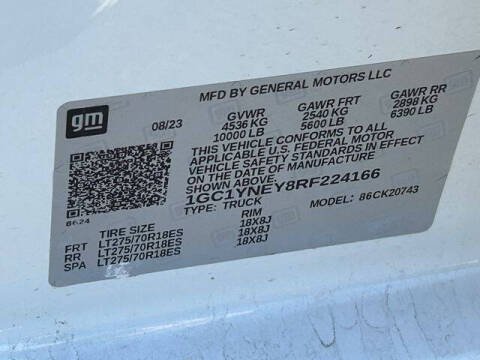 MFD BY GENERAL MOTORS LLC
gm
08/23
GVWR GAWR FRT GAWR RR
4536 KG 2540 KG 2898 KG
10000 LB 5600 LB 6390 LB
THIS VEHICLE CONFORMS TO ALL
APPLICABLE U.S. FEDERAL MOTOR
VEHICLE SAFETY STANDARDS IN EFFECT
ON THE DATE OF MANUFACTURE
SHOWN ABOVE.
1GC1YNEY8RF224166
TYPE: TRUCK MODEL: 86CK20743
TIRE SIZE RIM
FRT LT275/70R18ES 18X8J
RR LT275/70R18ES 18X8J
SPA LT275/70R18ES 18X8J